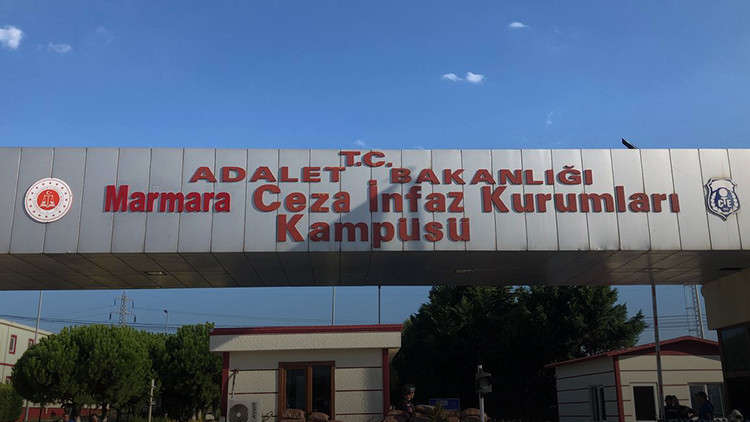 T.C.
ADALET BAKANLIĞI
Marmara Ceza İnfaz Kurumları
Kampüsü